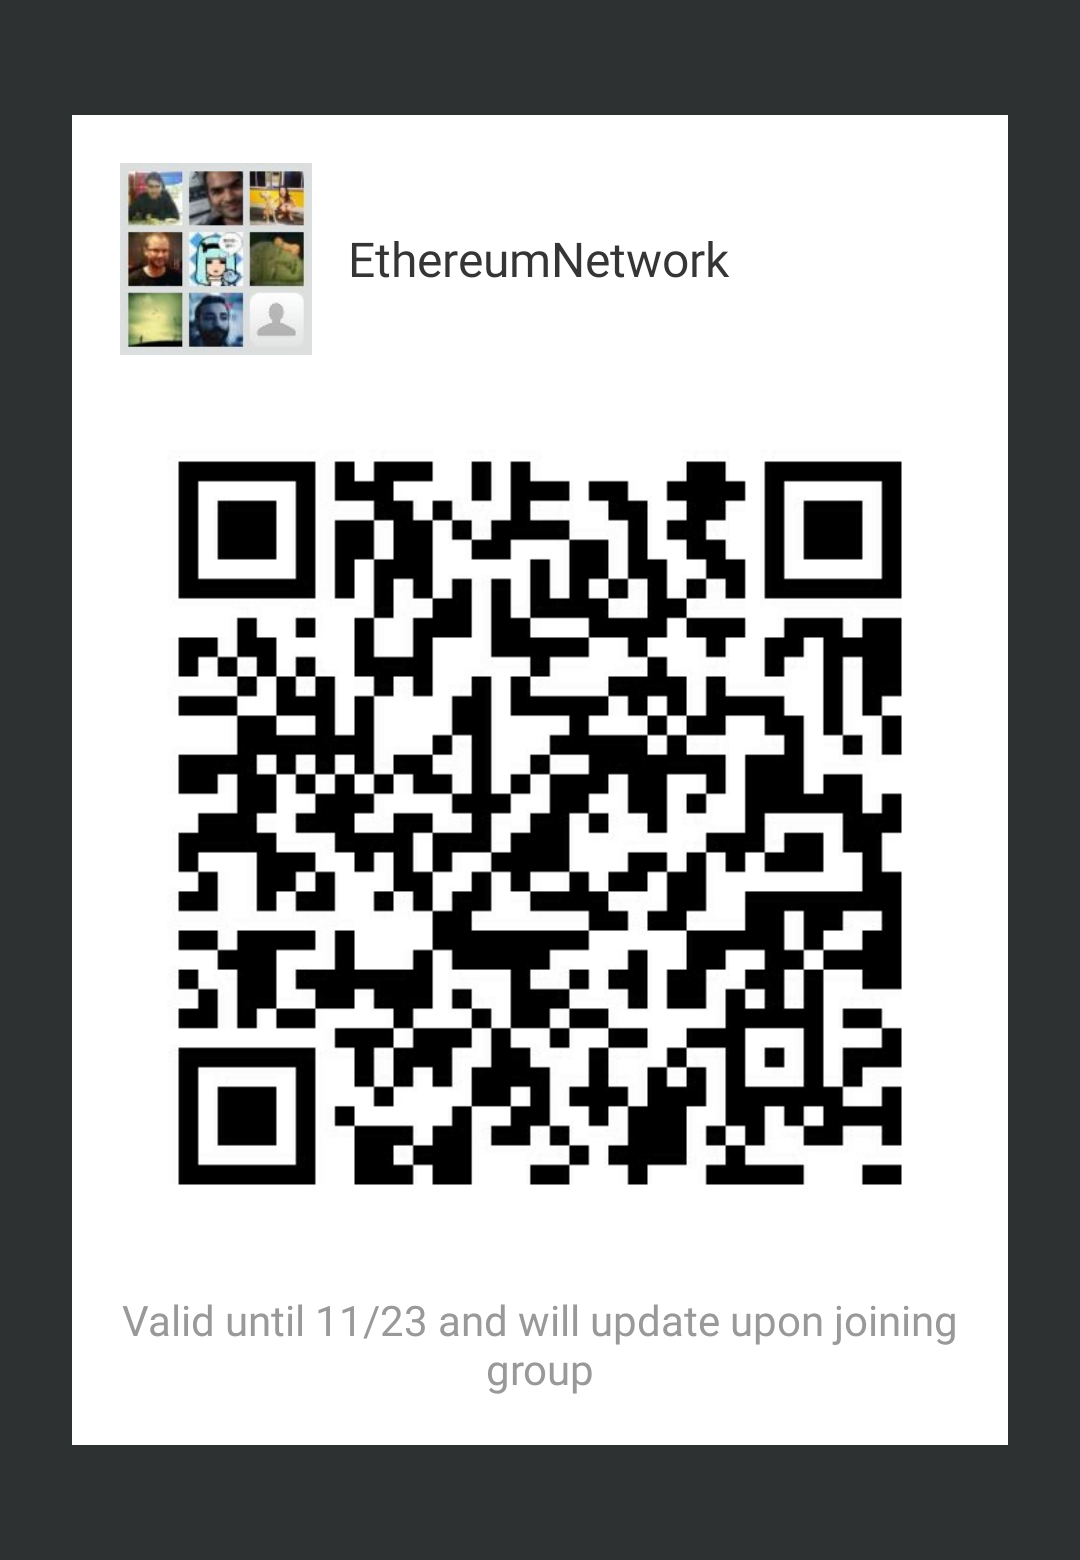 EthereumNetwork
Valid until 11/23 and will update upon joining
group